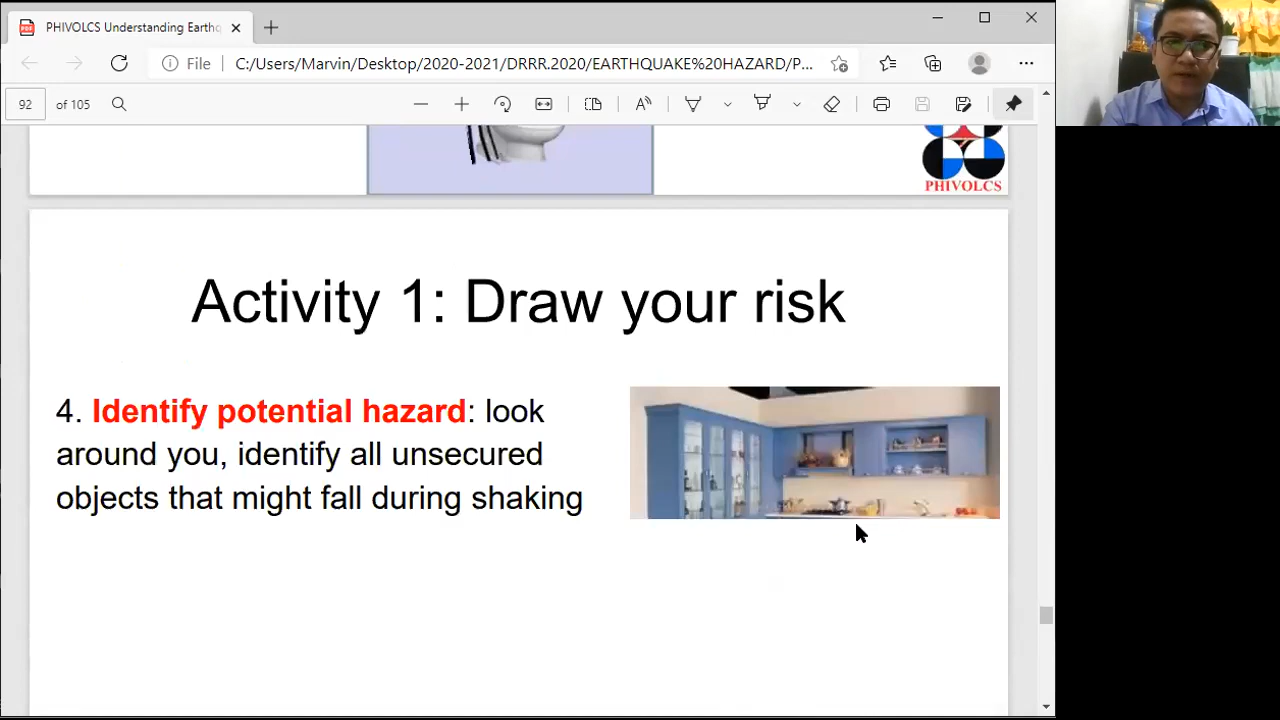 PHIVOLCS Understanding Earthq
File
C:/Users/Marvin/Desktop/2020-2021/DRRR.2020/EARTHQUAKE%20HAZARD/P...
92 of 105
PHIVOLCS
Activity 1: Draw your risk
4. Identify potential hazard: look
around you, identify all unsecured
objects that might fall during shaking